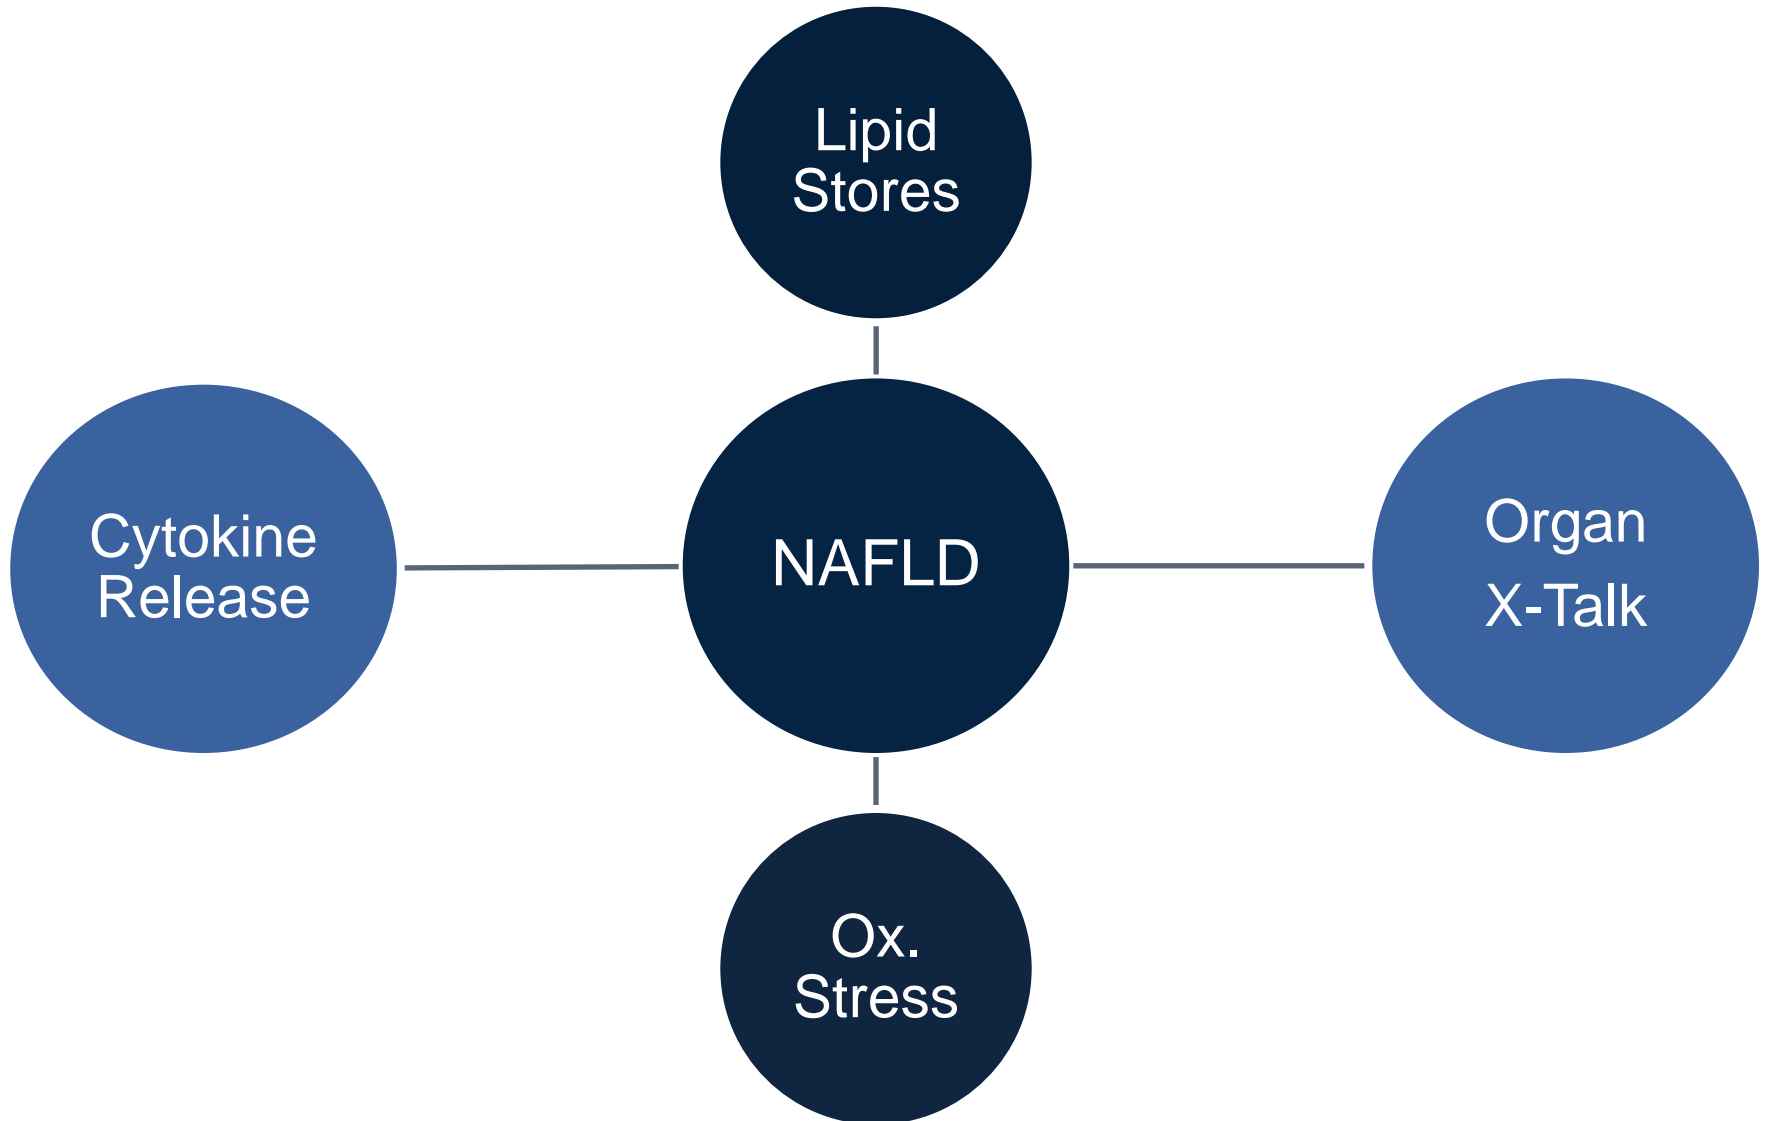 Lipid
Stores
Cytokine
Release
NAFLD
Organ
X-Talk
Ox.
Stress